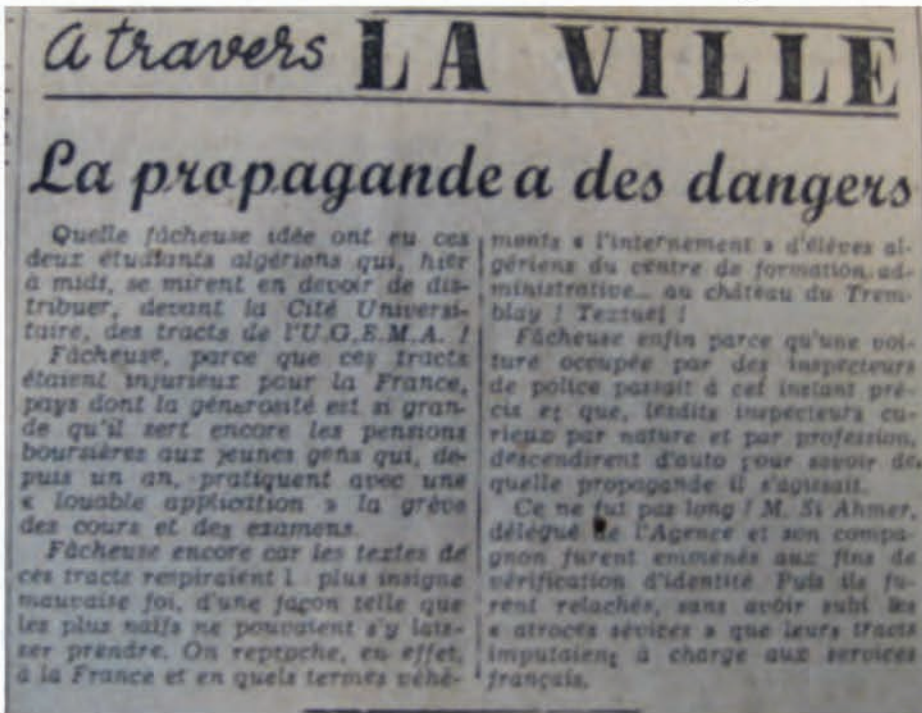 a travers LA VILLE
La propagande a des dangers
Quelle fâcheuse idée ont eu ces
deux étudiants algériens qui, hier
à midi, se mirent en devoir de dis-
tribuer, devant la Cité Universi-
taire, des tracts de l'U.G.E.M.A. !
Fâcheuse, parce que ces tracts
étaient injurieux pour la France,
pays dont la générosité est si gran-
de qu'il sert encore les pensions
boursières aux jeunes gens qui, de-
puis un an, pratiquent avec une
« louable application » la grève
des cours et des examens.
Fâcheuse encore car les textes de
ces tracts respiraient l plus insigne
mauvaise foi, d'une façon telle que
les plus naïfs ne pouvaient s'y lais-
ser prendre. On reproche, en effet,
à la France et en quels termes véhé-
ments « l'internement » d'élèves al-
gériens du centre de formation ad-
ministrative... au château du Trem-
blay ! Textuel !
Fâcheuse enfin parce qu'une voi-
ture occupée par des inspecteurs
de police passait à cet instant pré-
cis et que, lesdits inspecteurs cu-
rieux par nature et par profession,
descendirent d'auto pour savoir de
quelle propagande il s'agissait.
Ce ne fut pas long ! M. Si Ahmer,
délégué de l'Agence et son compa-
gnon furent emmenés aux fins de
vérification d'identité. Puis ils fu-
rent relachés, sans avoir subi les
« atroces sévices » que leurs tracts
imputaient à charge aux services
français.